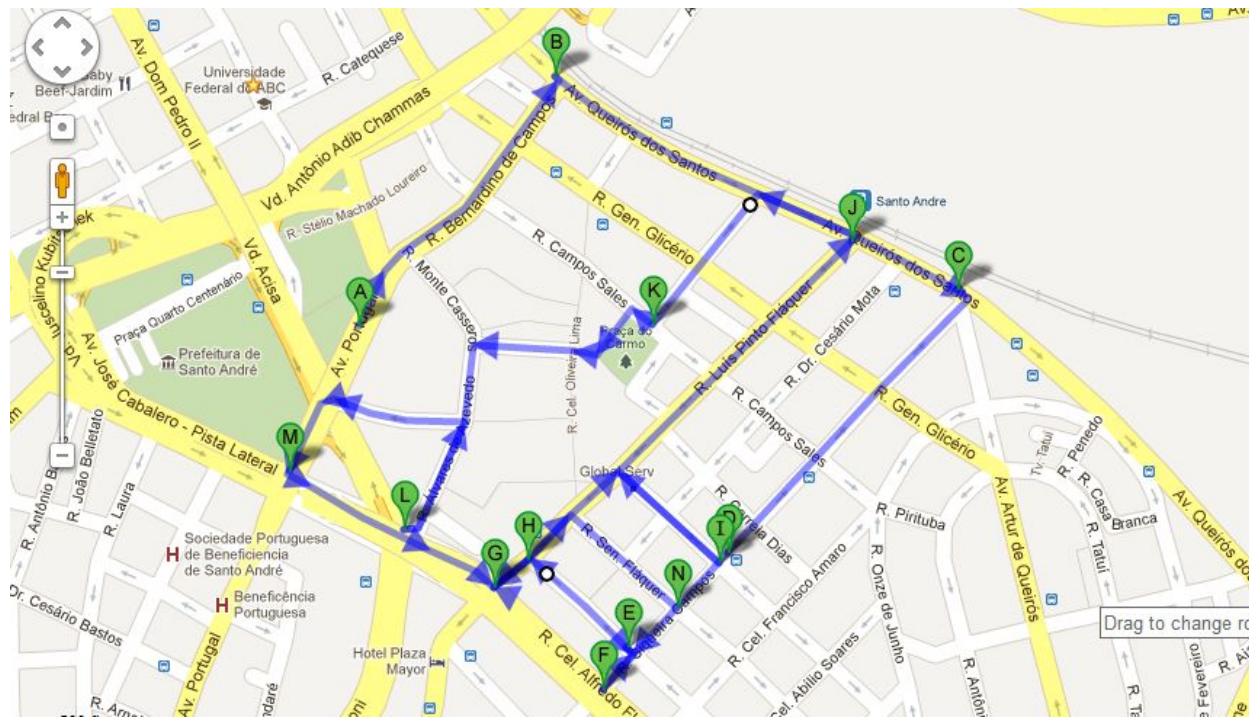 B
Universidade
Federal do ABC
Beef-Jardim
R. Catequese
Av. Dom Pedro II
Vd. Antônio Adib Chammas
Av. Queirós dos Santos
R. Bernardino de Campos
R. Stélio Machado Loureiro
Santo Andre
J
Av. Queirós dos Santos
C
R. Gen. Glicério
R. Campos Sales
R. Monte Casseros
Vd. Acisa
Praça Quarto Centenário
A
K
Av. Portugal
R. Cel. Oliveira Lima
Praça do
Carmo
R. Luís Pinto Fláquer
R. Dr. Cesário Mota
Prefeitura de
Santo André
Av. José Cabalero - Pista Lateral
R. Gen. Glicério
R. Campos Sales
Tv. Tatuí
R. Penedo
R. Casa Branca
M
R. João Belletato
R. Laura
R. Álvares de Azevedo
Global Serv
L
R. Correia Dias
R. Pirituba
R. Tatuí
Av. Queirós dos
Av. Artur de Queirós
H
I
R. Sen. Fláquer
G
N
Sociedade Portuguesa
de Beneficiencia
de Santo André
H
Beneficência
Portuguesa
H
R. Cel. Francisco Amaro
R. Onze de Junho
E
F
Dr. Cesário Bastos
Hotel Plaza
Mayor
Av. Portugal
R. Cel. Alfredo
Cel. Abílio Soares
Drag to change ro